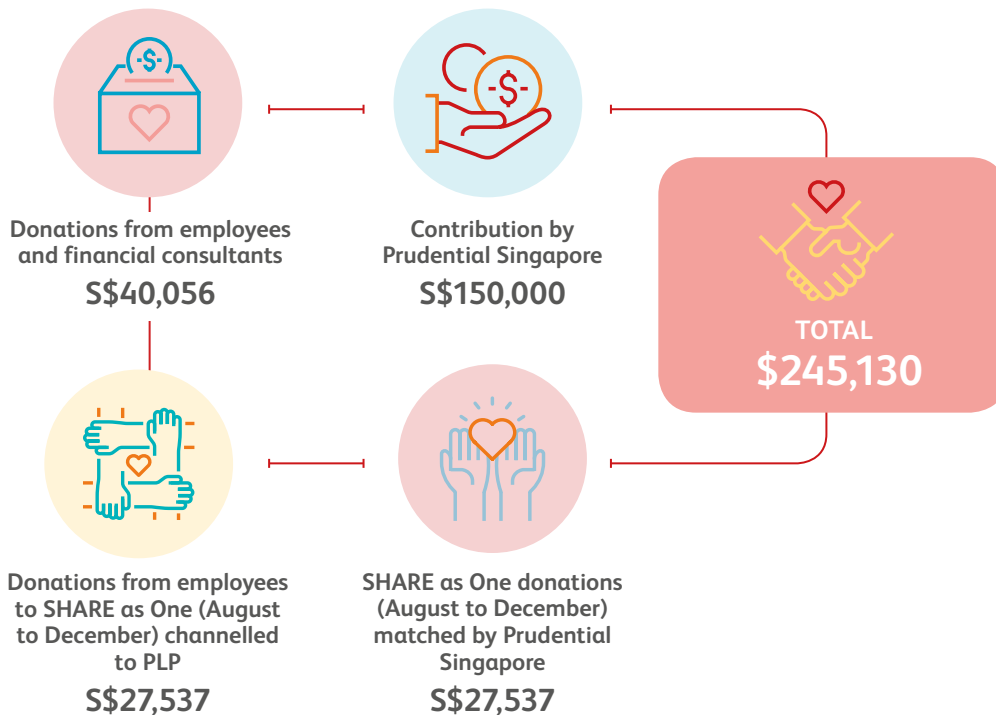 Donations from employees
and financial consultants
S$40,056
Contribution by
Prudential Singapore
S$150,000
TOTAL
$245,130
Donations from employees
to SHARE as One (August
to December) channelled
to PLP
S$27,537
SHARE as One donations
(August to December)
matched by Prudential
Singapore
S$27,537